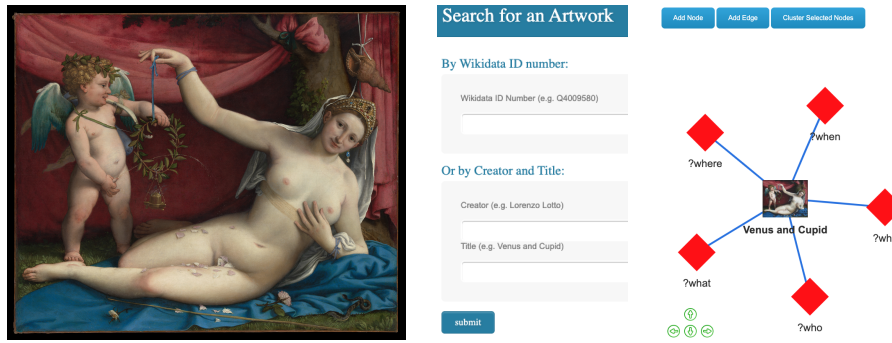 Search for an Artwork
By Wikidata ID number:
Wikidata ID Number (e.g. Q4009580)
Or by Creator and Title:
Creator (e.g. Lorenzo Lotto)
Title (e.g. Venus and Cupid)
submit
Add Node
Add Edge
Cluster Selected Nodes
?when
?where
Venus and Cupid
?wh
?what
?who